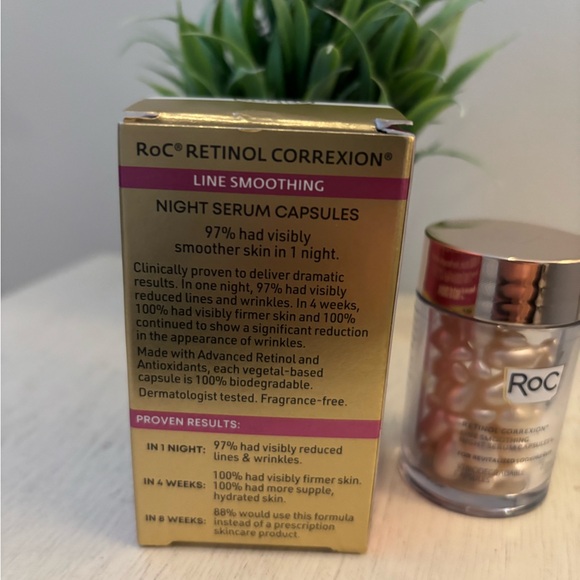 RoC® RETINOL CORREXION®
LINE SMOOTHING
NIGHT SERUM CAPSULES
97% had visibly
smoother skin in 1 night.
Clinically proven to deliver dramatic
results. In one night, 97% had visibly
reduced lines and wrinkles. In 4 weeks,
100% had visibly firmer skin and 100%
continued to show a significant reduction
in the appearance of wrinkles.
Made with Advanced Retinol and
Antioxidants, each vegetal-based
capsule is 100% biodegradable.
Dermatologist tested. Fragrance-free.
PROVEN RESULTS:
IN 1 NIGHT: 97% had visibly reduced
lines & wrinkles.
IN 4 WEEKS: 100% had visibly firmer skin.
100% had more supple,
hydrated skin.
IN 8 WEEKS: 88% would use this formula
instead of a prescription
skincare product.
RoC
RETINOL CORREXION
LINE SMOOTHING